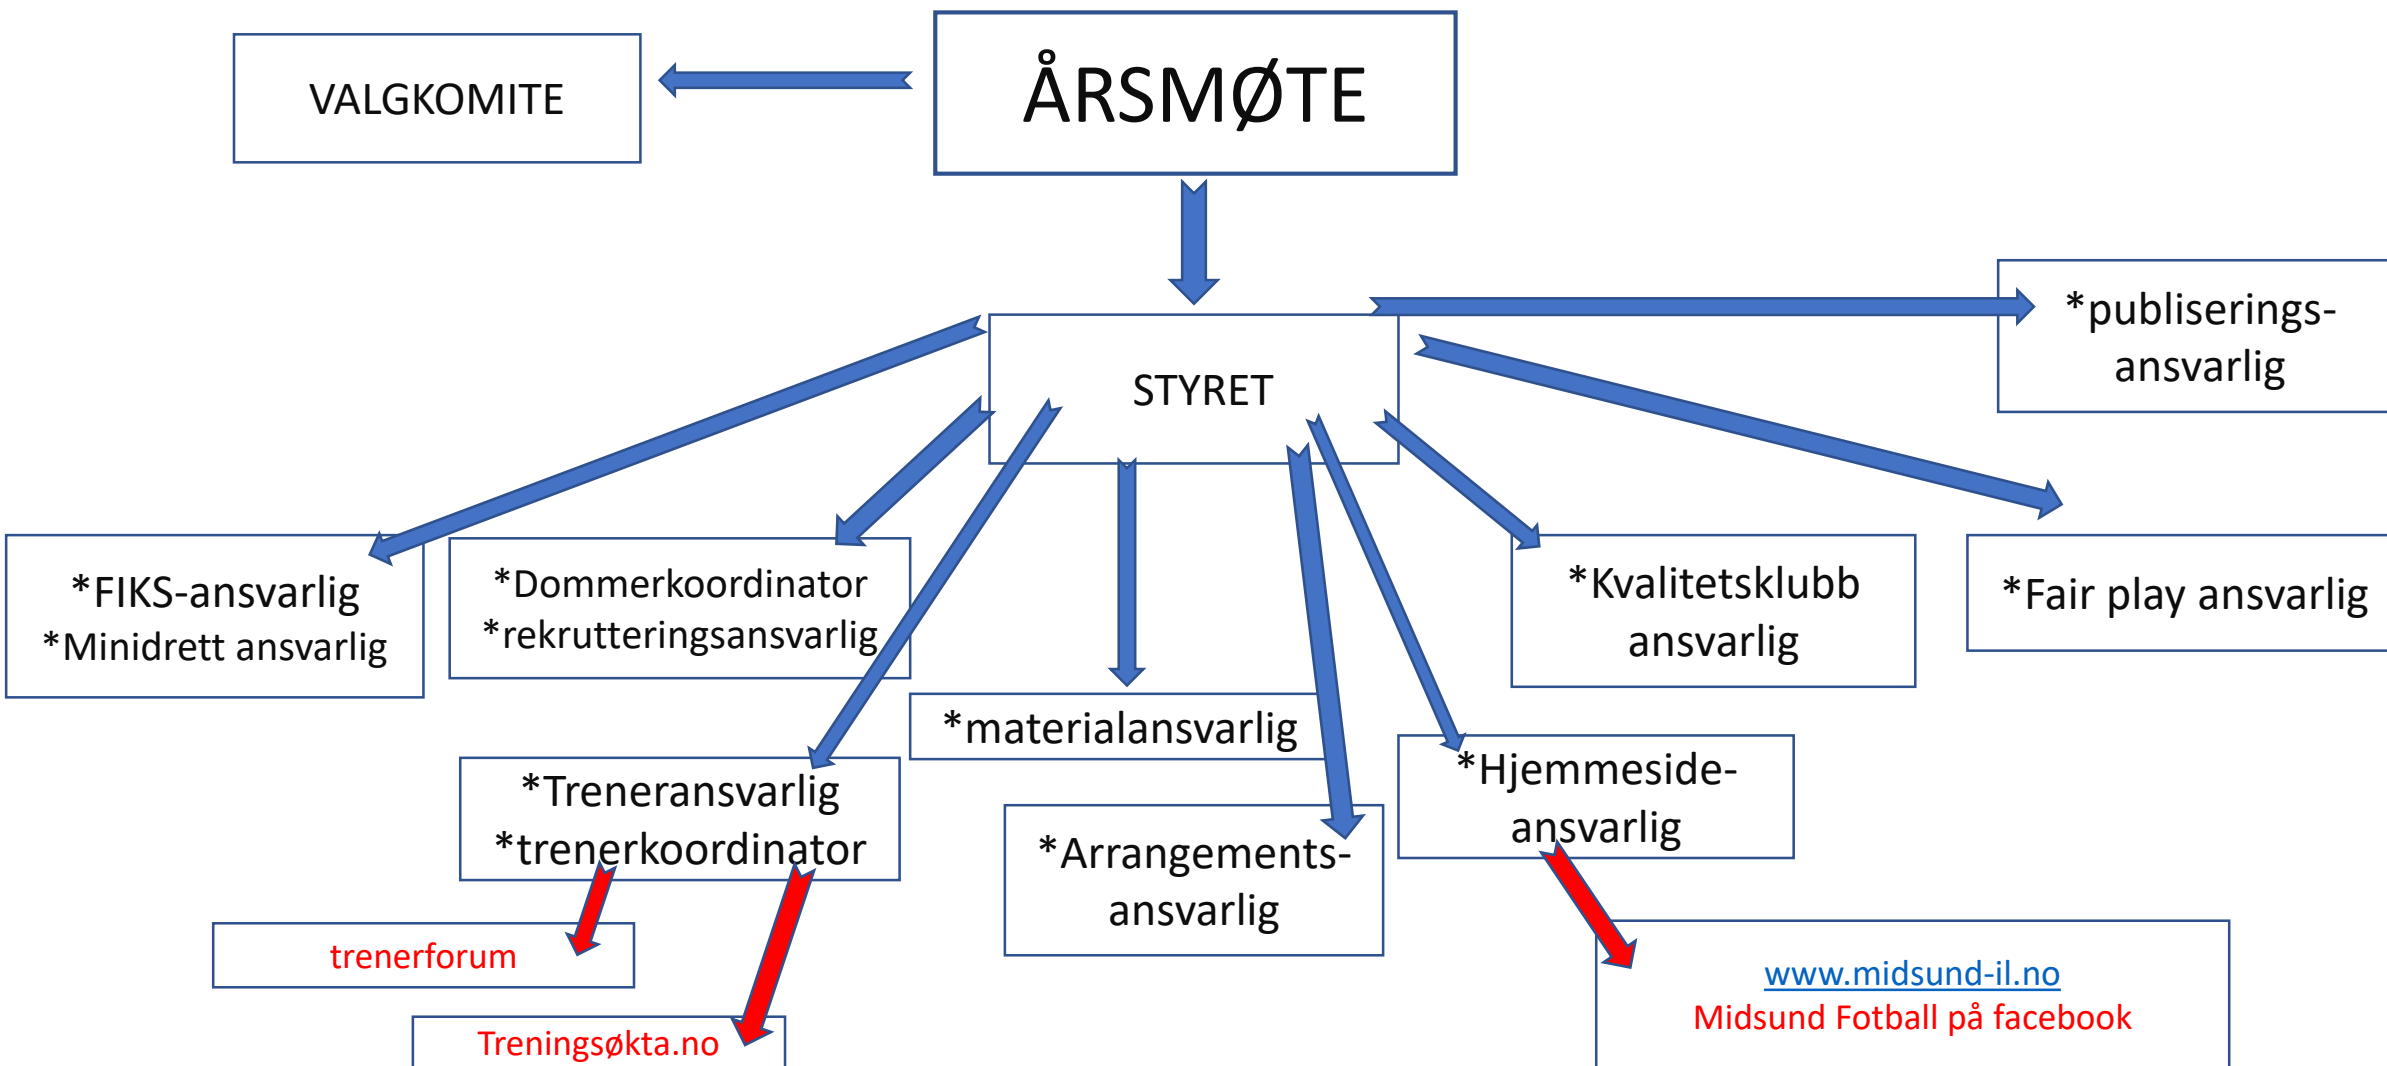 VALGKOMITE
ÅRSMØTE
STYRET
*publiserings-
ansvarlig
*FIKS-ansvarlig
*Minidrett ansvarlig
*Dommerkoordinator
*rekrutteringsansvarlig
*Kvalitetsklubb
ansvarlig
*Fair play ansvarlig
*materialansvarlig
*Treneransvarlig
*trenerkoordinator
*Arrangements-
ansvarlig
*Hjemmeside-
ansvarlig
trenerforum
Treningsøkta.no
www.midsund-il.no
Midsund Fotball på facebook